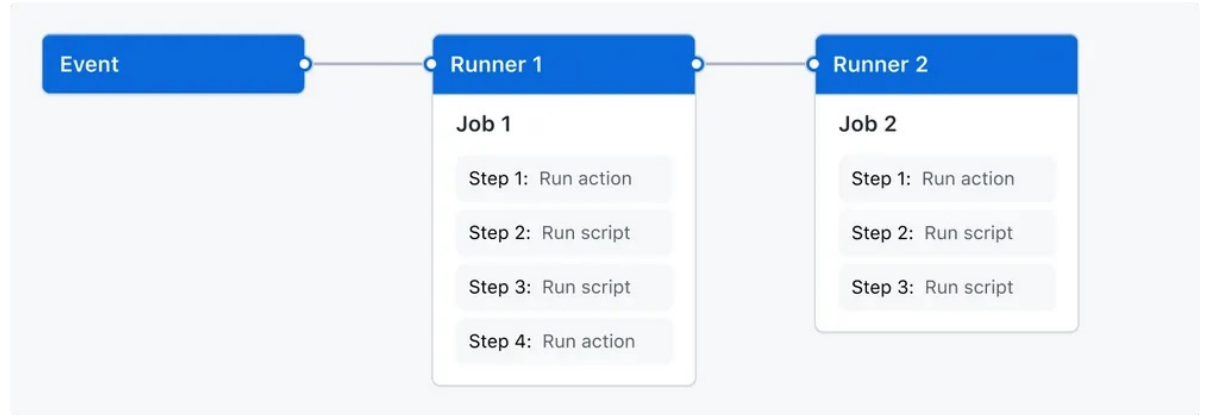 Event
Runner 1
Job 1
Step 1: Run action
Step 2: Run script
Step 3: Run script
Step 4: Run action
Runner 2
Job 2
Step 1: Run action
Step 2: Run script
Step 3: Run script